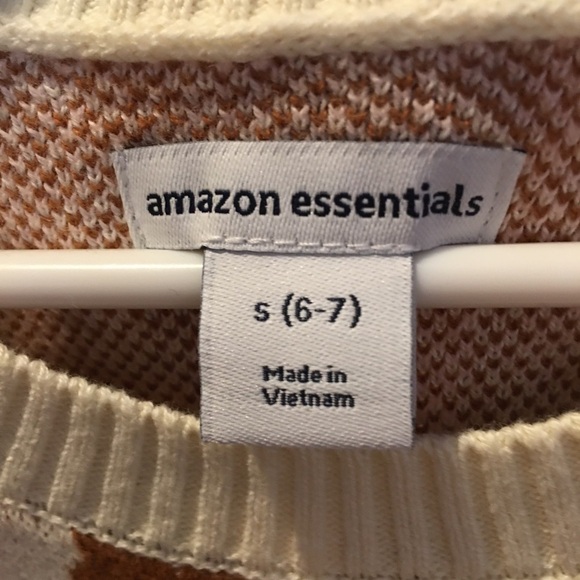 amazon essentials
s (6-7)
Made in
Vietnam